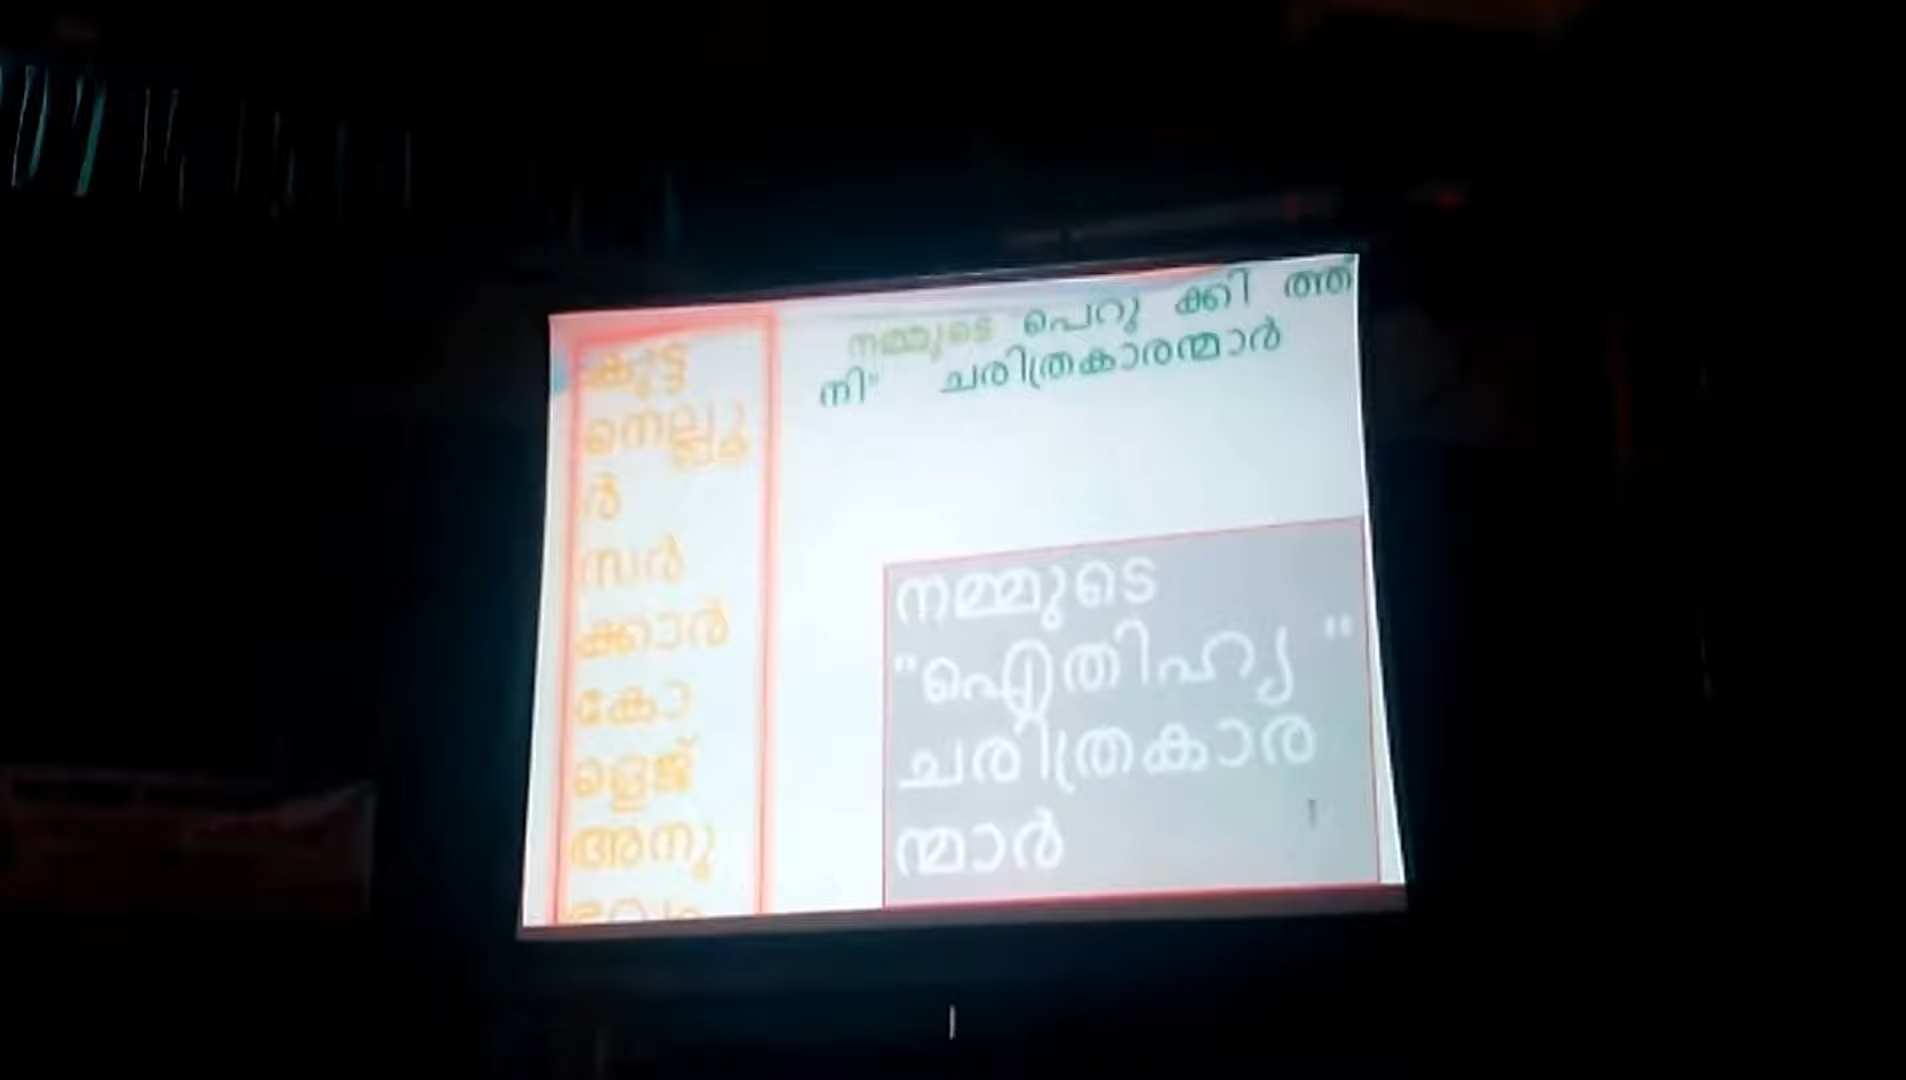 കുട്ട
നെല്ലൂ
ർ
സർ
ക്കാർ
കോ
ളെജ്
അനു
നമ്മുടെ പെറു ക്കി ത്ത
നി" ചരിത്രകാരന്മാർ
നമ്മുടെ
"ഐതിഹ്യ "
ചരിത്രകാര
ന്മാർ